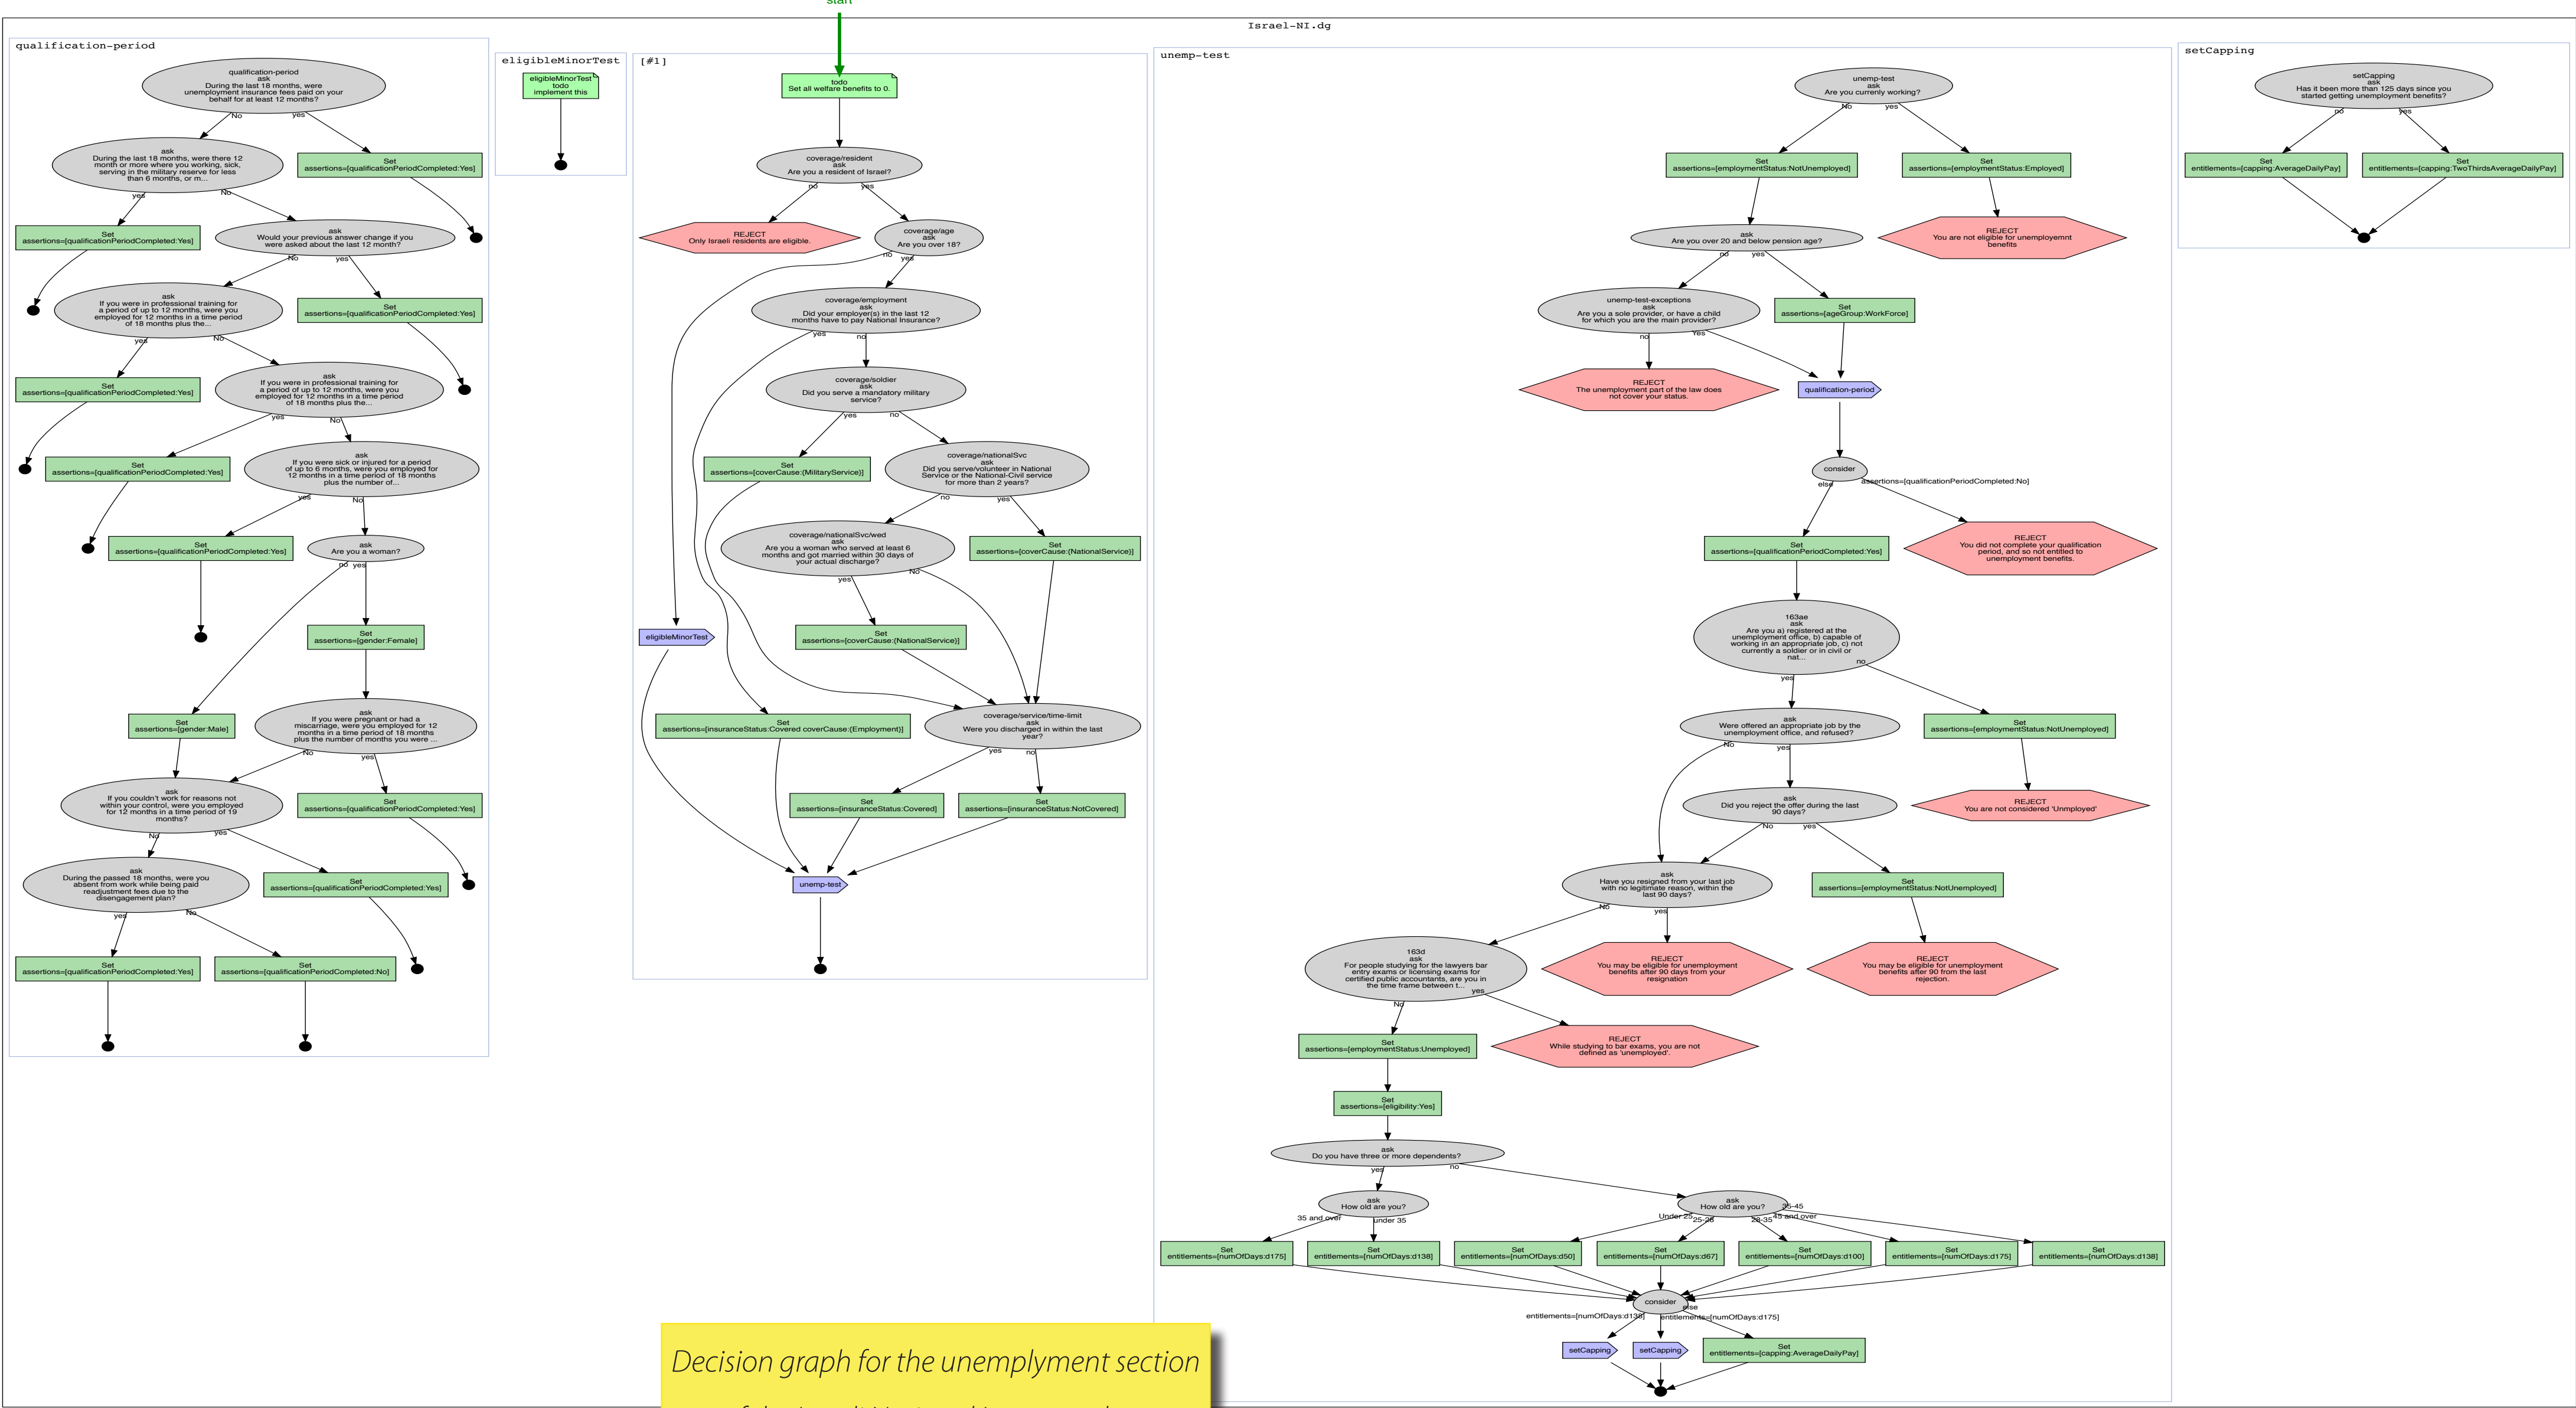 start
Israel-NI.dg
qualification-period
qualification-period
ask
During the last 18 months, were
unemployment insurance fees paid on your
behalf for at least 12 months?
No
yes
ask
During the last 18 months, were there 12
month or more where you working, sick,
serving in the military reserve for less
than 6 months, or m...
Set
assertions=[qualificationPeriodCompleted:Yes]
yes
No
Set
assertions=[qualificationPeriodCompleted:Yes]
ask
Would your previous answer change if you
were asked about the last 12 month?
No
yes
ask
If you were in professional training for
a period of up to 12 months, were you
employed for 12 months in a time period
of 18 months plus the...
Set
assertions=[qualificationPeriodCompleted:Yes]
yes
No
Set
assertions=[qualificationPeriodCompleted:Yes]
ask
If you were in professional training for
a period of up to 12 months, were you
employed for 12 months in a time period
of 18 months plus the...
yes
No
Set
assertions=[qualificationPeriodCompleted:Yes]
ask
If you were sick or injured for a period
of up to 6 months, were you employed for
12 months in a time period of 18 months
plus the number of...
yes
No
Set
assertions=[qualificationPeriodCompleted:Yes]
ask
Are you a woman?
no
yes
Set
assertions=[gender:Female]
Set
assertions=[gender:Male]
ask
If you were pregnant or had a
miscarriage, were you employed for 12
months in a time period of 18 months
plus the number of months you were ...
No
yes
ask
If you couldn't work for reasons not
within your control, were you employed
for 12 months in a time period of 19
months?
Set
assertions=[qualificationPeriodCompleted:Yes]
No
yes
ask
During the passed 18 months, were you
absent from work while being paid
readjustment fees due to the
disengagement plan?
Set
assertions=[qualificationPeriodCompleted:Yes]
yes
No
Set
assertions=[qualificationPeriodCompleted:Yes]
Set
assertions=[qualificationPeriodCompleted:No]
eligibleMinorTest
eligibleMinorTest
todo
implement this
[#1]
todo
Set all welfare benefits to 0.
coverage/resident
ask
Are you a resident of Israel?
no
yes
REJECT
Only Israeli residents are eligible.
coverage/age
ask
Are you over 18?
no
yes
coverage/employment
ask
Did your employer(s) in the last 12
months have to pay National Insurance?
yes
no
coverage/soldier
ask
Did you serve a mandatory military
service?
yes
no
Set
assertions=[coverCause:{MilitaryService}]
coverage/nationalSvc
ask
Did you serve/volunteer in National
Service or the National-Civil service
for more than 2 years?
no
yes
coverage/nationalSvc/wed
ask
Are you a woman who served at least 6
months and got married within 30 days of
your actual discharge?
Set
assertions=[coverCause:{NationalService}]
yes
No
eligibleMinorTest
Set
assertions=[coverCause:{NationalService}]
Set
assertions=[insuranceStatus:Covered coverCause:{Employment}]
coverage/service/time-limit
ask
Were you discharged in within the last
year?
yes
no
Set
assertions=[insuranceStatus:Covered]
Set
assertions=[insuranceStatus:NotCovered]
unemp-test
unemp-test
unemp-test
ask
Are you currenly working?
No
yes
Set
assertions=[employmentStatus:NotUnemployed]
Set
assertions=[employmentStatus:Employed]
ask
Are you over 20 and below pension age?
REJECT
You are not eligible for unemployemnt
benefits
no
yes
unemp-test-exceptions
ask
Are you a sole provider, or have a child
for which you are the main provider?
Set
assertions=[ageGroup:WorkForce]
no
Yes
REJECT
The unemployment part of the law does
not cover your status.
qualification-period
consider
else
assertions=[qualificationPeriodCompleted:No]
Set
assertions=[qualificationPeriodCompleted:Yes]
REJECT
You did not complete your qualification
period, and so not entitled to
unemployment benefits.
163ae
ask
Are you a) registered at the
unemployment office, b) capable of
working in an appropriate job, c) not
currently a soldier or in civil or
nat...
no
yes
ask
Were offered an appropriate job by the
unemployment office, and refused?
Set
assertions=[employmentStatus:NotUnemployed]
No
yes
ask
Did you reject the offer during the last
90 days?
REJECT
You are not considered 'Unmployed'
No
yes
ask
Have you resigned from your last job
with no legitimate reason, within the
last 90 days?
Set
assertions=[employmentStatus:NotUnemployed]
No
yes
163d
ask
For people studying for the lawyers bar
entry exams or licensing exams for
certified public accountants, are you in
the time frame between t...
REJECT
You may be eligible for unemployment
benefits after 90 days from your
resignation
REJECT
You may be eligible for unemployment
benefits after 90 from the last
rejection.
No
yes
Set
assertions=[employmentStatus:Unemployed]
REJECT
While studying to bar exams, you are not
defined as 'unemployed'.
Set
assertions=[eligibility:Yes]
ask
Do you have three or more dependents?
yes
no
ask
How old are you?
ask
How old are you?
35 and over
under 35
Under 25
25-28
28-35
45 and over
35-45
Set
entitlements=[numOfDays:d175]
Set
entitlements=[numOfDays:d138]
Set
entitlements=[numOfDays:d50]
Set
entitlements=[numOfDays:d67]
Set
entitlements=[numOfDays:d100]
Set
entitlements=[numOfDays:d175]
Set
entitlements=[numOfDays:d138]
consider
else
entitlements=[numOfDays:d138]
entitlements=[numOfDays:d175]
setCapping
setCapping
Set
entitlements=[capping:AverageDailyPay]
setCapping
setCapping
ask
Has it been more than 125 days since you
started getting unemployment benefits?
no
yes
Set
entitlements=[capping:AverageDailyPay]
Set
entitlements=[capping:TwoThirdsAverageDailyPay]
Decision graph for the unemplyment section